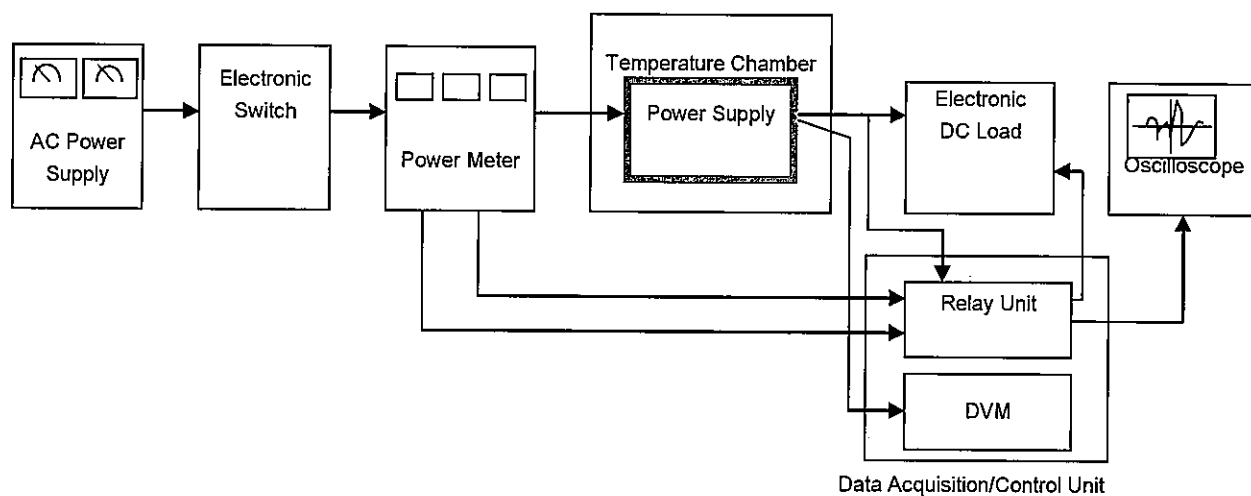 AC Power
Supply
Electronic
Switch
Power Meter
Temperature Chamber
Power Supply
Electronic
DC Load
Oscilloscope
Relay Unit
DVM
Data Acquisition/Control Unit